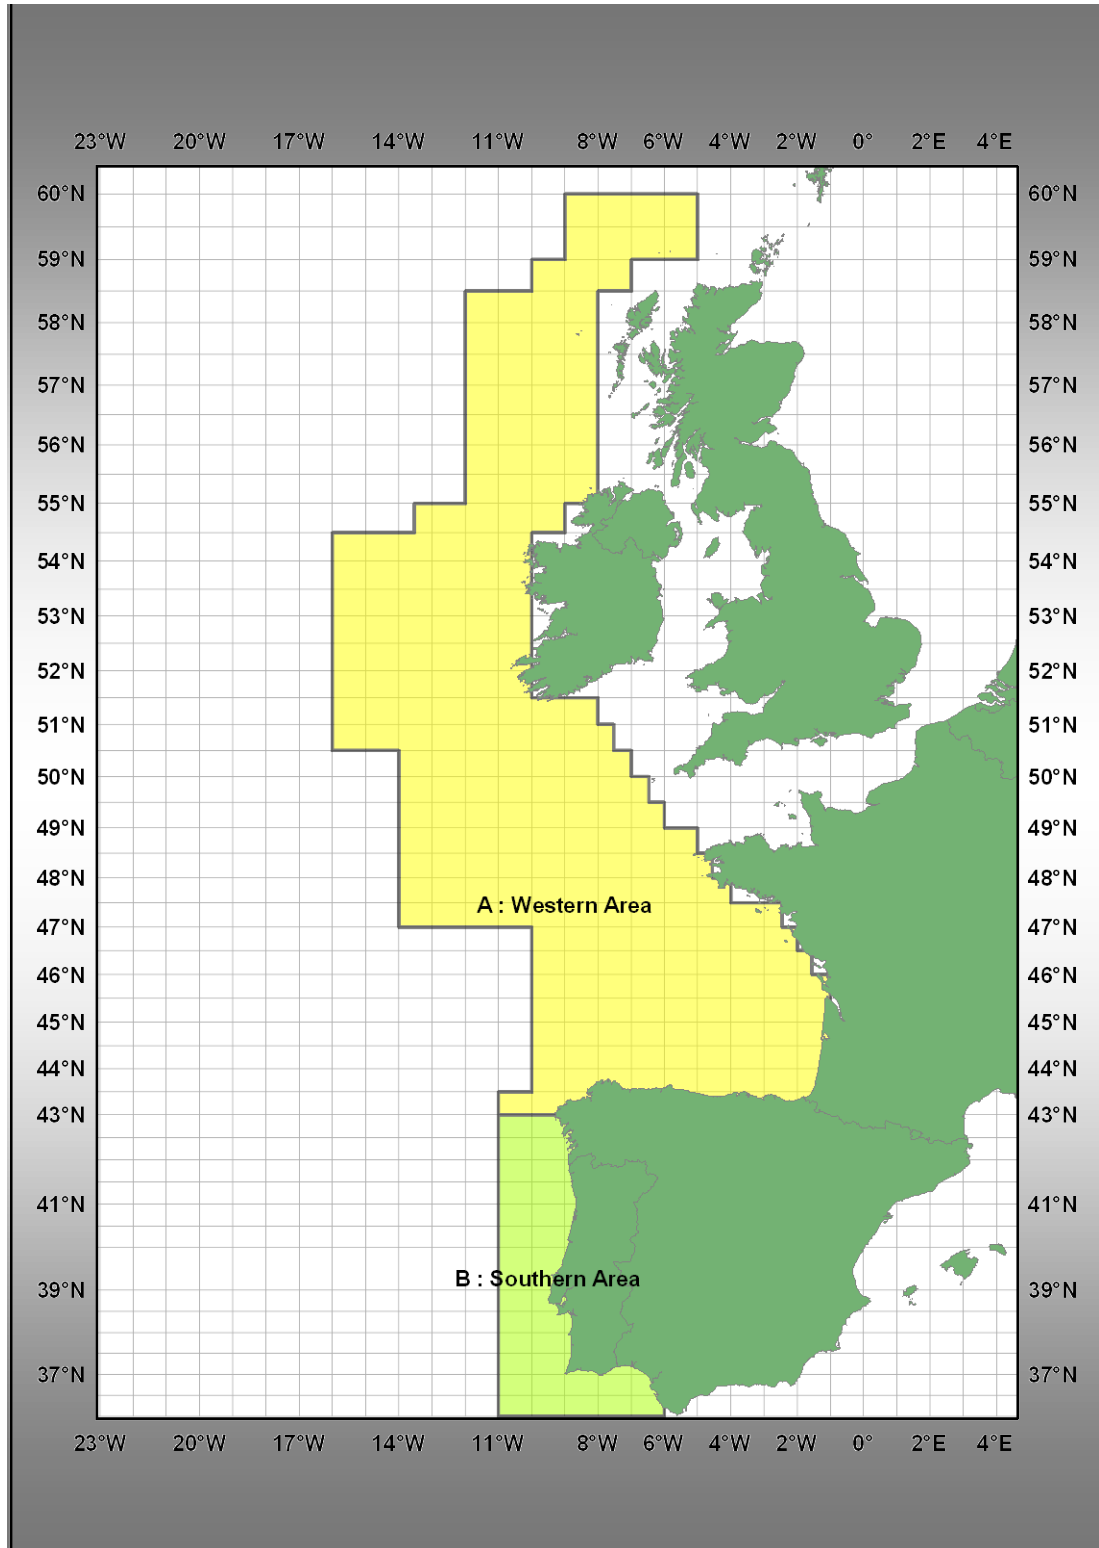 23°W 20°W 17°W 14°W 11°W 8°W 6°W 4°W 2°W 0° 2°E 4°E
60°N 60°N
59°N 59°N
58°N 58°N
57°N 57°N
56°N 56°N
55°N 55°N
54°N 54°N
53°N 53°N
52°N 52°N
51°N 51°N
50°N 50°N
49°N 49°N
48°N 48°N
A : Western Area
47°N 47°N
46°N 46°N
45°N 45°N
44°N 44°N
43°N 43°N
41°N 41°N
B : Southern Area
39°N 39°N
37°N 37°N
23°W 20°W 17°W 14°W 11°W 8°W 6°W 4°W 2°W 0° 2°E 4°E